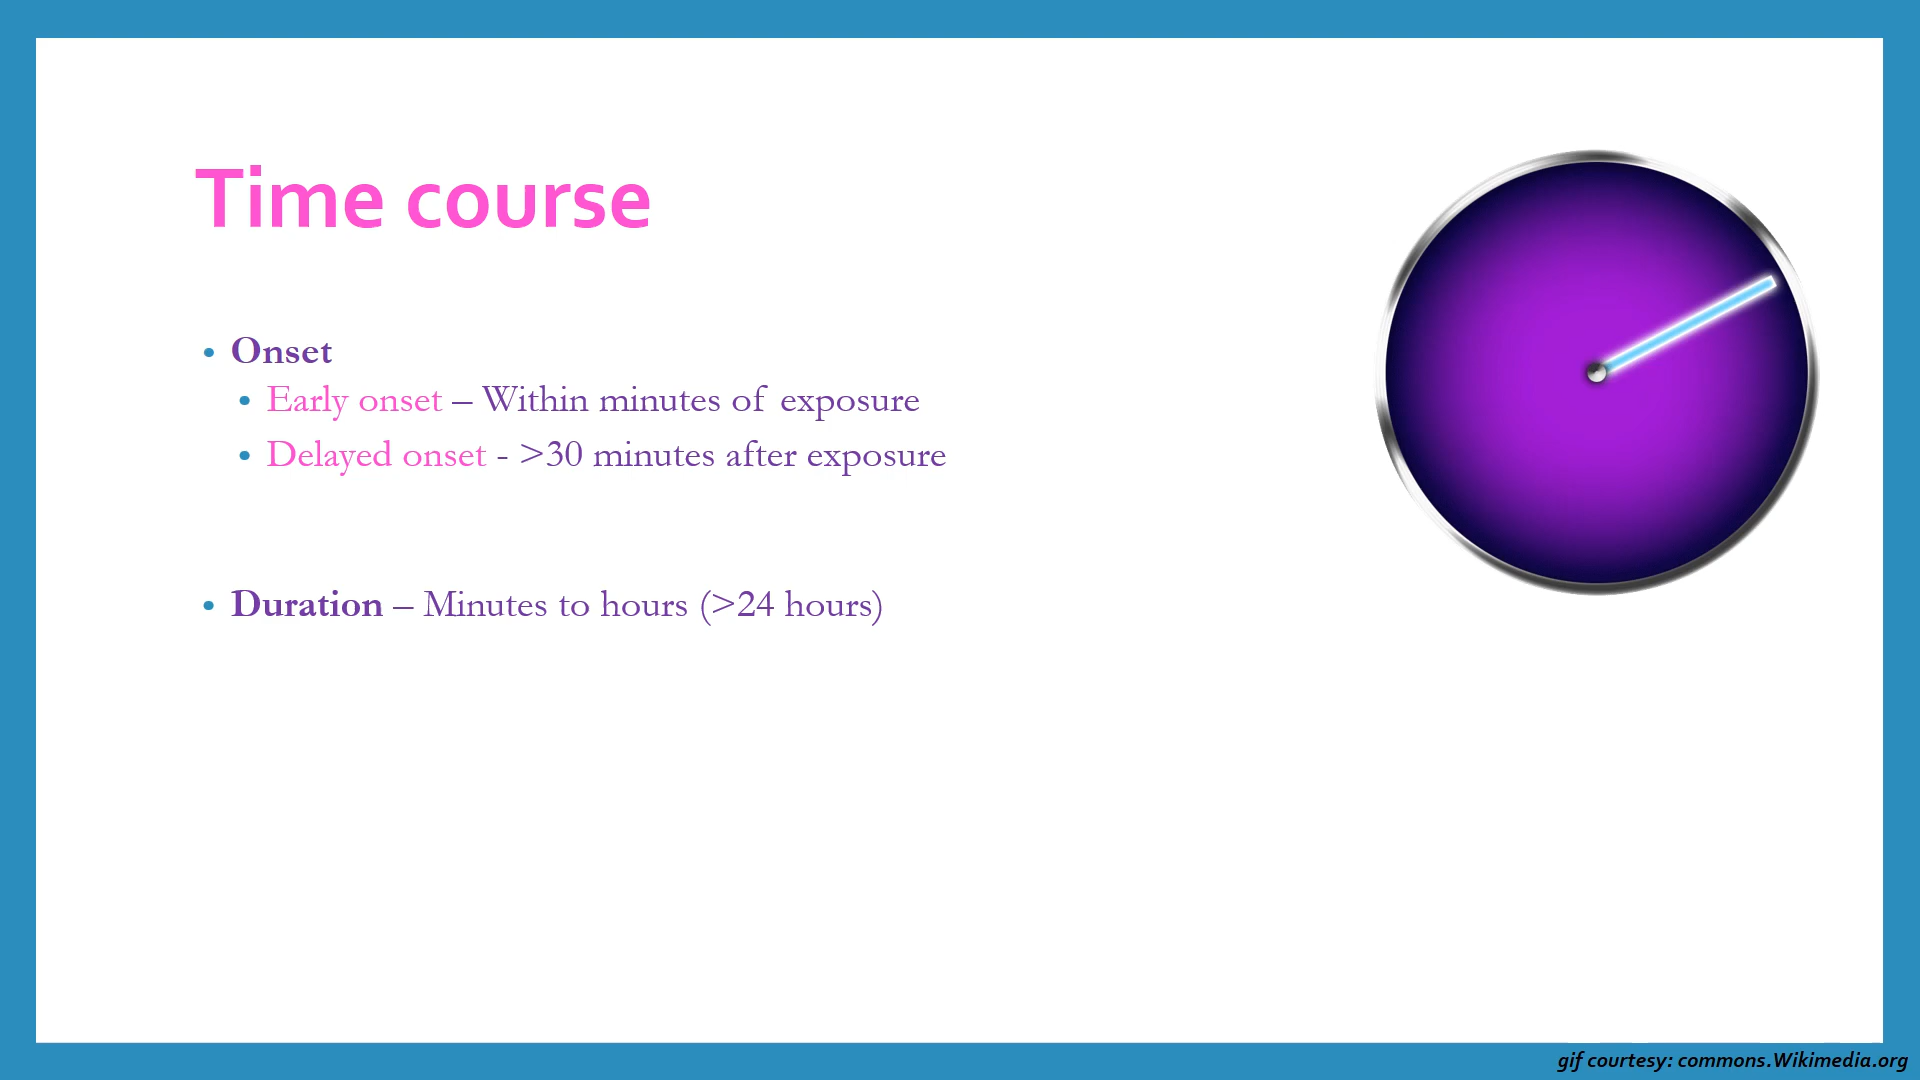 Time course
• Onset
• Early onset – Within minutes of exposure
• Delayed onset - >30 minutes after exposure
• Duration – Minutes to hours (>24 hours)
gif courtesy: commons.Wikimedia.org